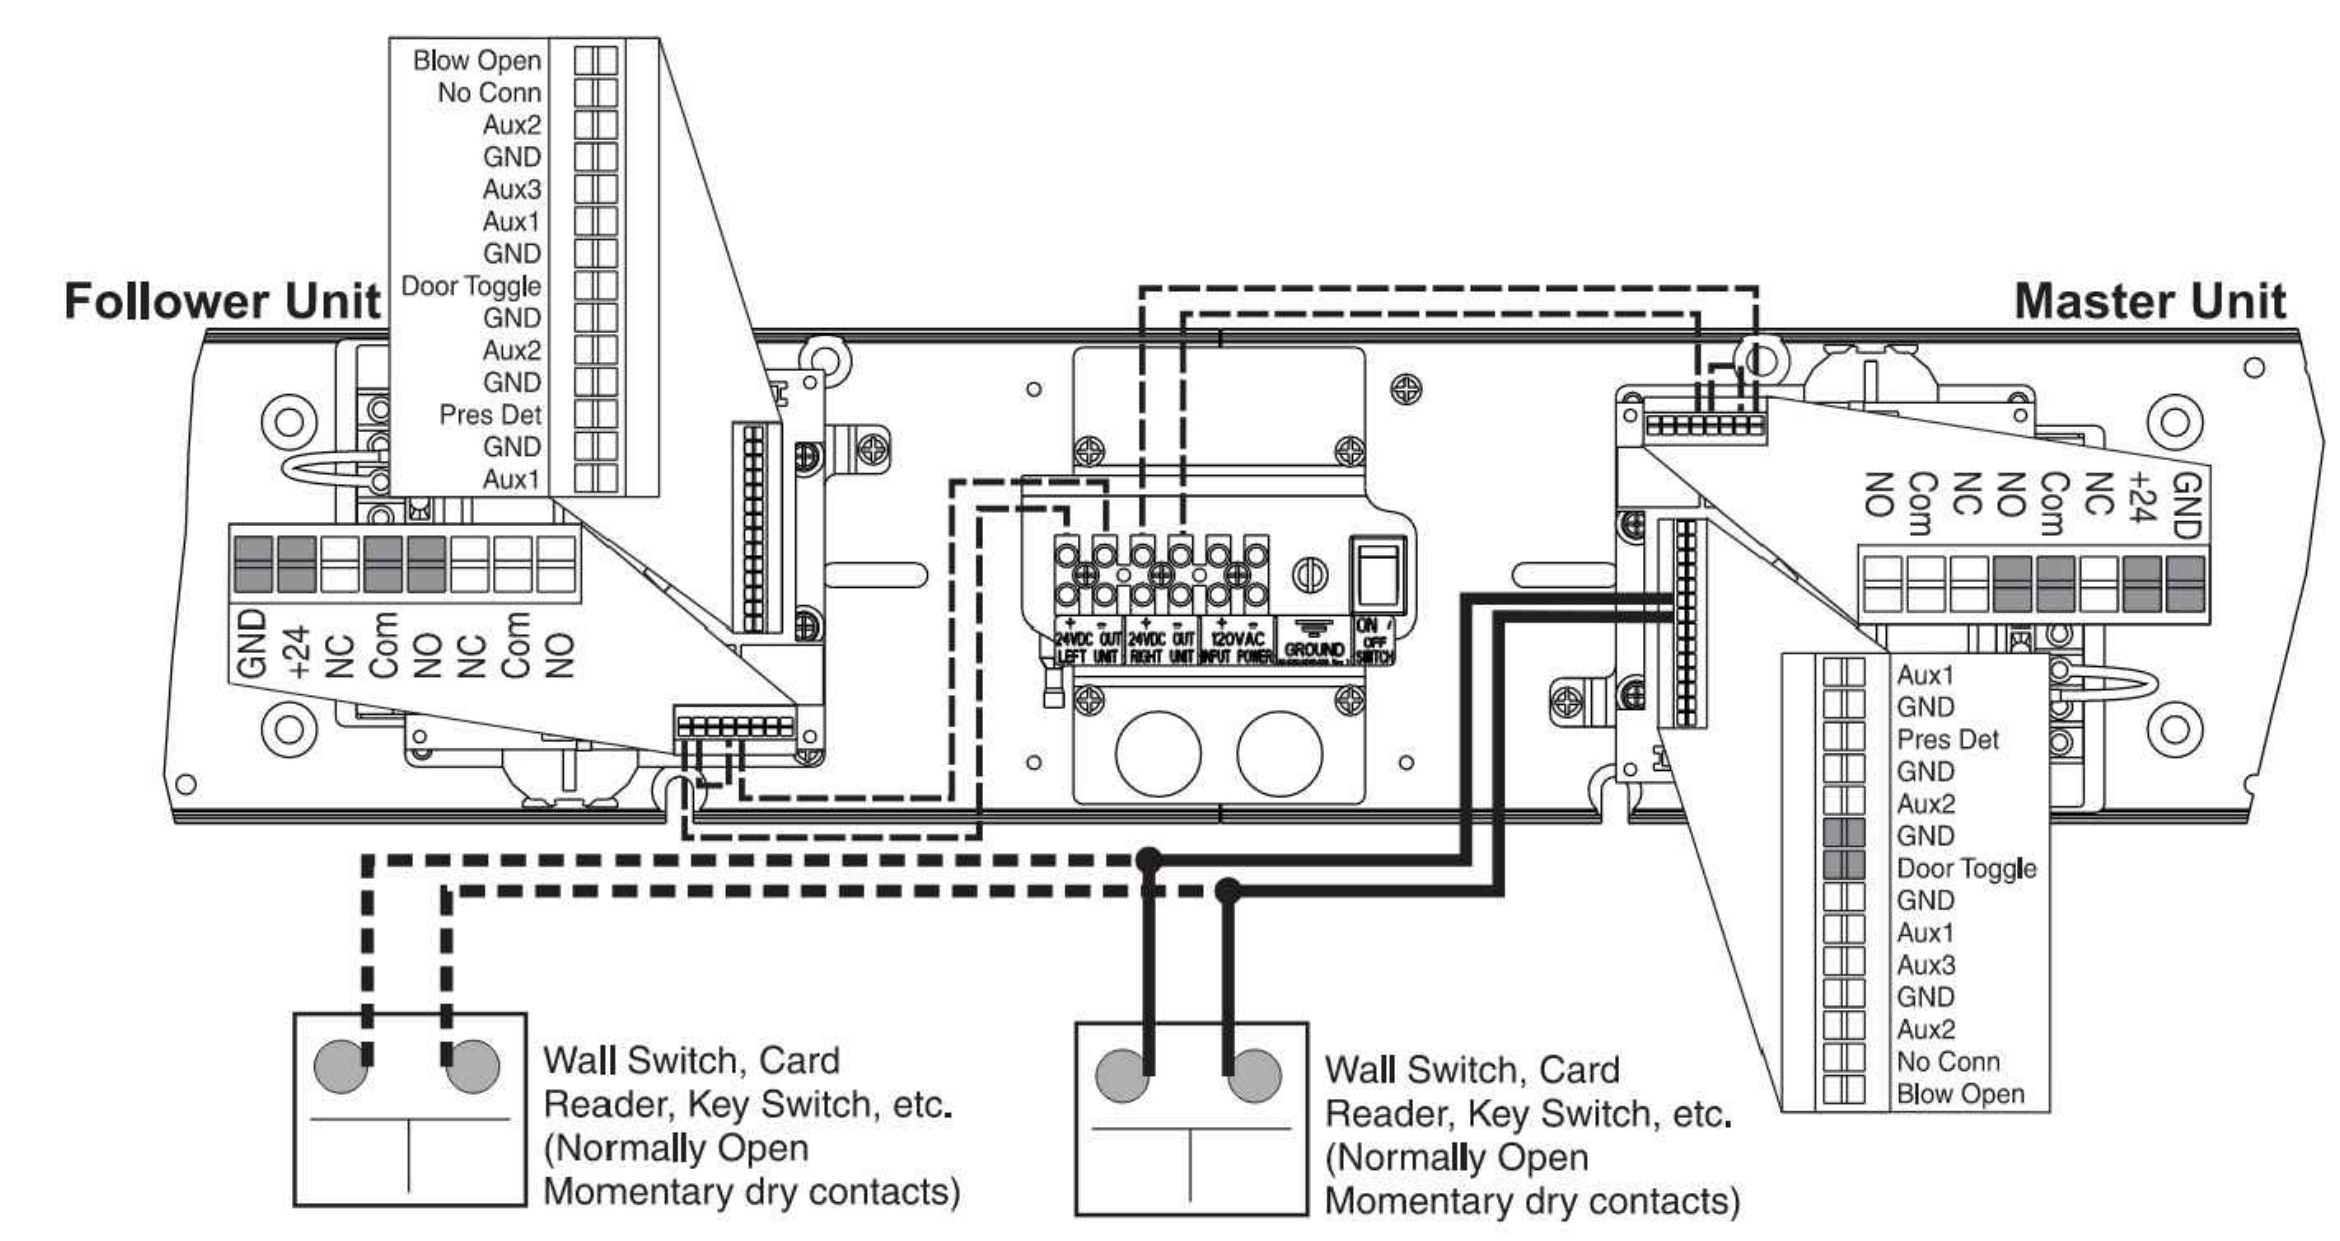 Blow Open
No Conn
Aux2
GND
Aux3
Aux1
GND
Door Toggle
GND
Aux2
GND
Pres Det
GND
Aux1
Follower Unit
Master Unit
GND
+24
NC
Com
NO
NC
Com
NO
NO
Com
NC
NO
Com
NC
+24
GND
+ – + – + –
24VDC OUT 24VDC OUT 120VAC
LEFT UNIT RIGHT UNIT INPUT POWER
GROUND
ON /
OFF
SWITCH
Aux1
GND
Pres Det
GND
Aux2
GND
Door Toggle
GND
Aux1
Aux3
GND
Aux2
No Conn
Blow Open
Wall Switch, Card
Reader, Key Switch, etc.
(Normally Open
Momentary dry contacts)
Wall Switch, Card
Reader, Key Switch, etc.
(Normally Open
Momentary dry contacts)